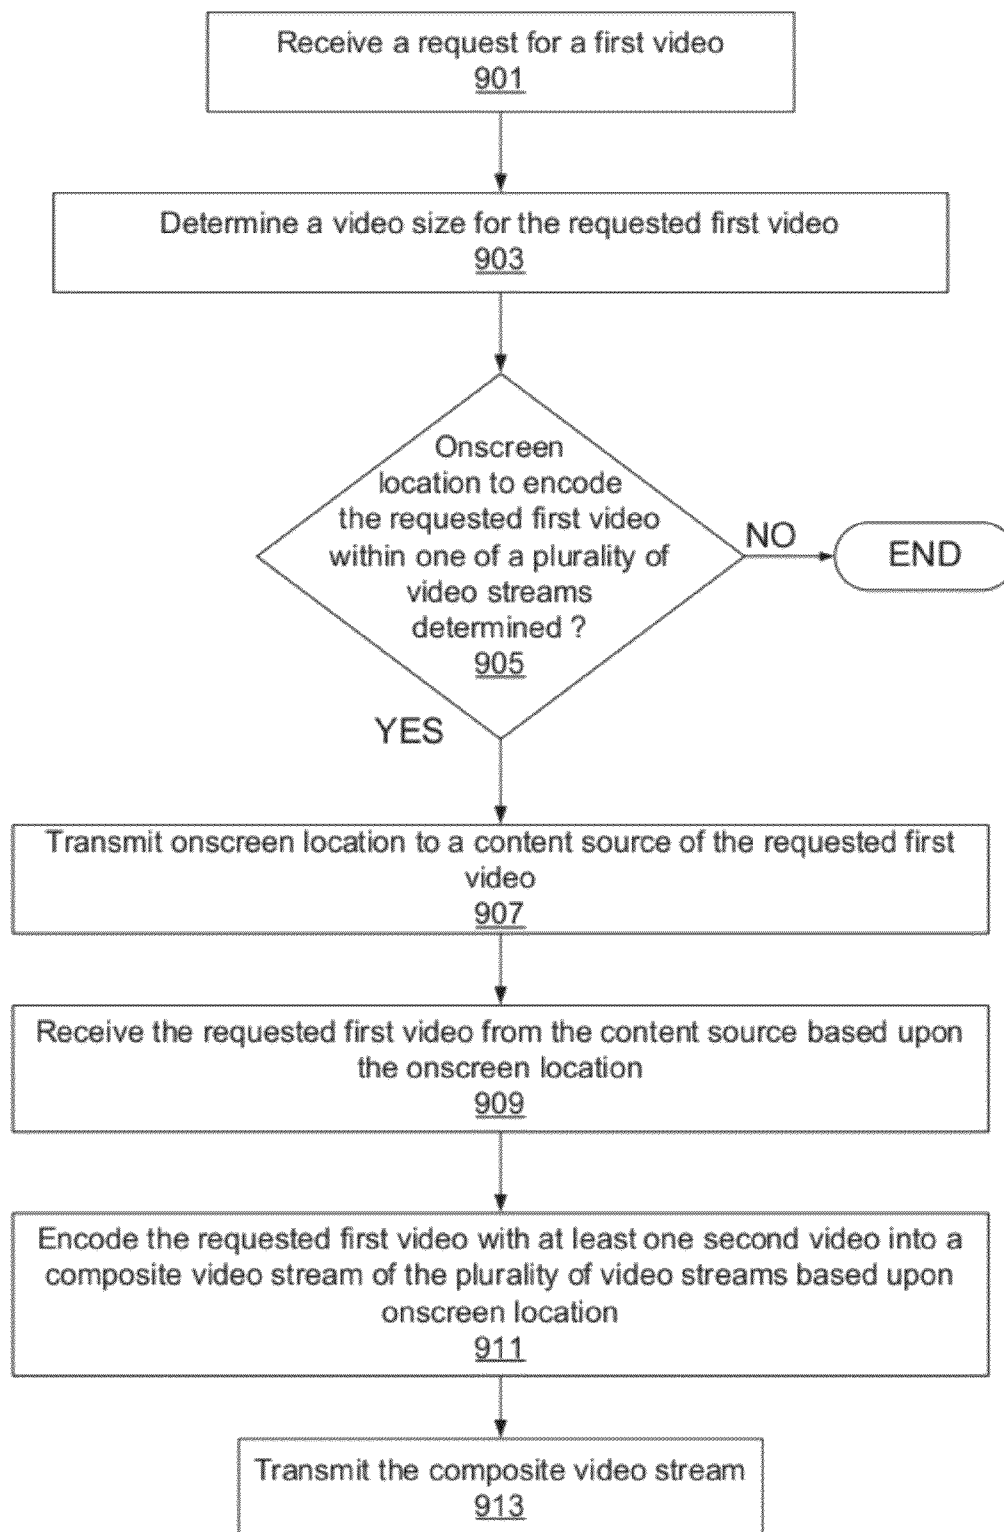 Receive a request for a first video
901
Determine a video size for the requested first video
903
Onscreen
location to encode
the requested first video
within one of a plurality of
video streams
determined ?
905
NO
END
YES
Transmit onscreen location to a content source of the requested first
video
907
Receive the requested first video from the content source based upon
the onscreen location
909
Encode the requested first video with at least one second video into a
composite video stream of the plurality of video streams based upon
onscreen location
911
Transmit the composite video stream
913